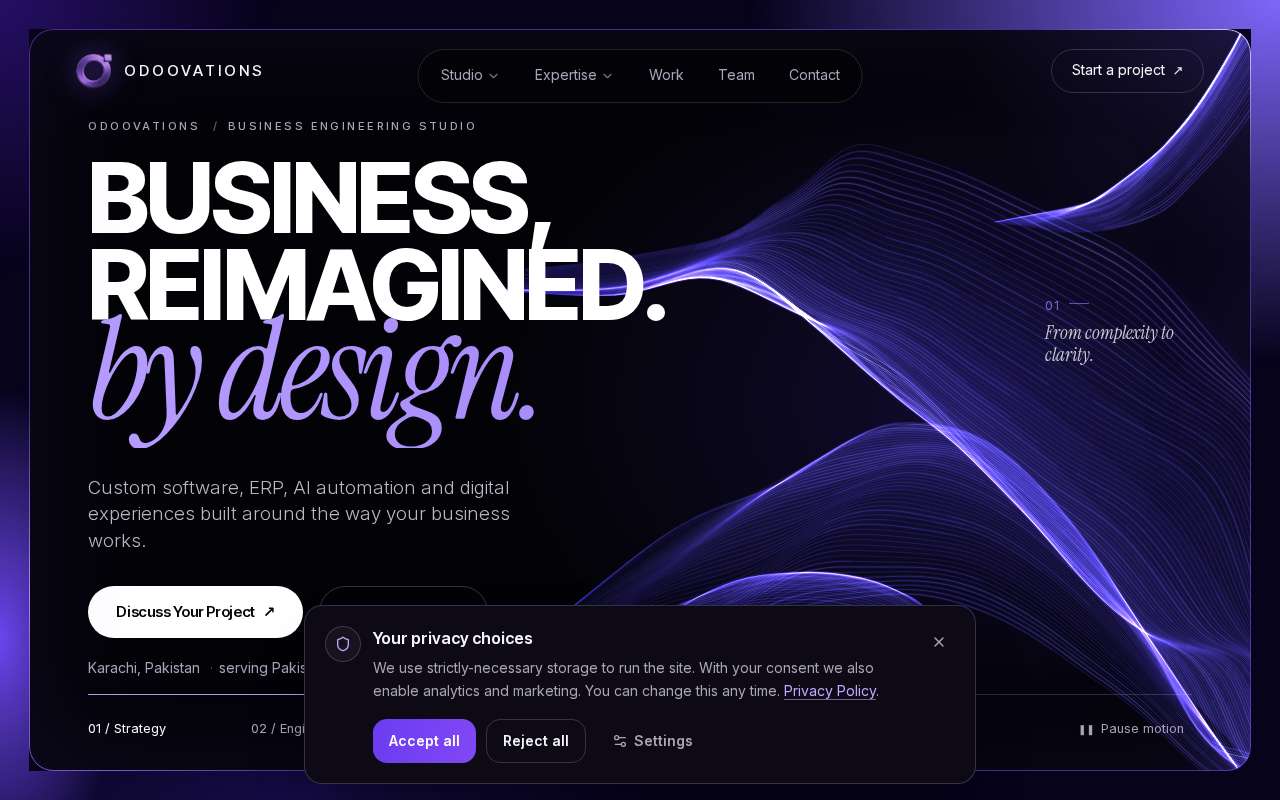 ODOOVATIONS
Studio
Expertise
Work
Team
Contact
Start a project ↗
ODOOVATIONS / BUSINESS ENGINEERING STUDIO
BUSINESS,
REIMAGINED.
by design.
01
From complexity to
clarity.
Custom software, ERP, AI automation and digital
experiences built around the way your business
works.
Discuss Your Project ↗
Karachi, Pakistan · serving Pakis
01 / Strategy
02 / Engi
Pause motion
Your privacy choices
We use strictly-necessary storage to run the site. With your consent we also
enable analytics and marketing. You can change this any time. Privacy Policy.
Accept all
Reject all
Settings